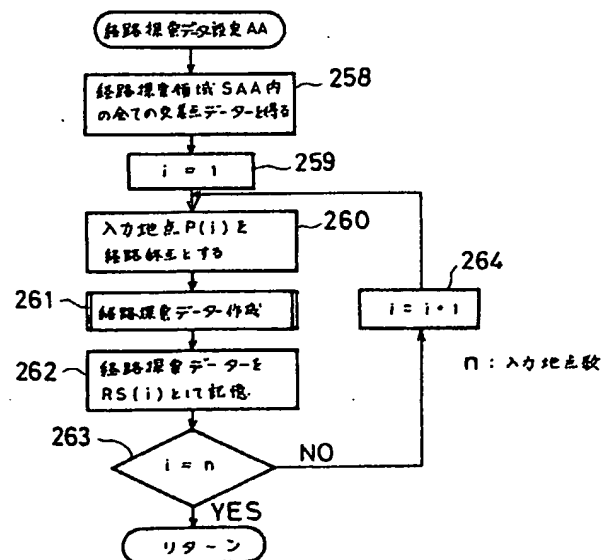 経路探索データ設定 AA
経路探索領域 SAA内
の全ての交差点データーを得る
258
i = 1
259
入力地点 P(i) を
経路終点とする
260
264
261
経路探索データー作成
i = i + 1
262
経路探索データーを
RS(i) として記憶
n : 入力地点数
263
i = n
NO
YES
リターン